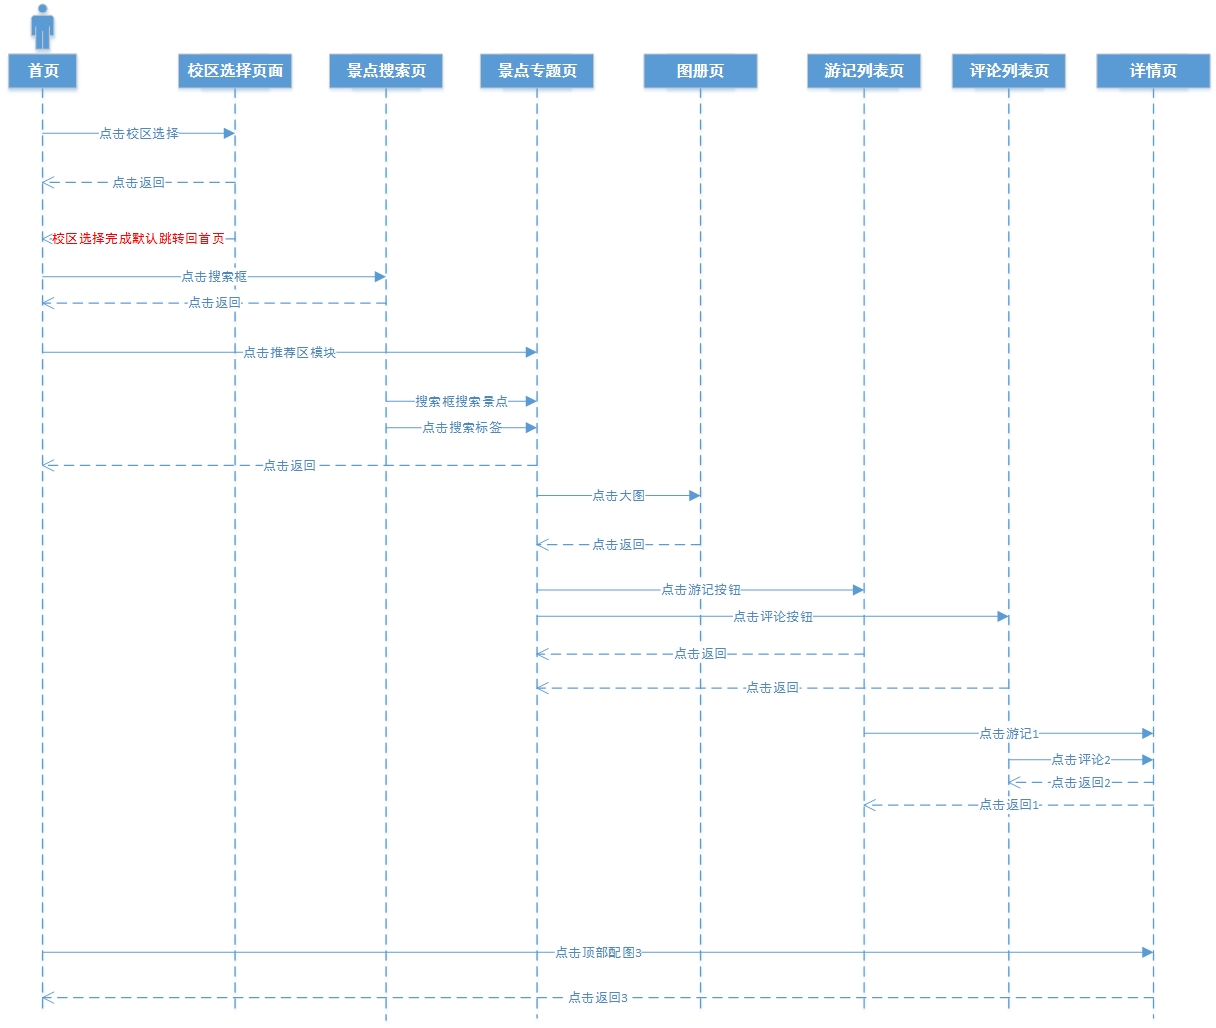 首页
校区选择页面
景点搜索页
景点专题页
图册页
游记列表页
评论列表页
详情页
点击校区选择
点击返回
校区选择完成默认跳转回首页
点击搜索框
点击返回
点击推荐区模块
搜索框搜索景点
点击搜索标签
点击返回
点击大图
点击返回
点击游记按钮
点击评论按钮
点击返回
点击返回
点击游记1
点击评论2
点击返回2
点击返回1
点击顶部配图3
点击返回3